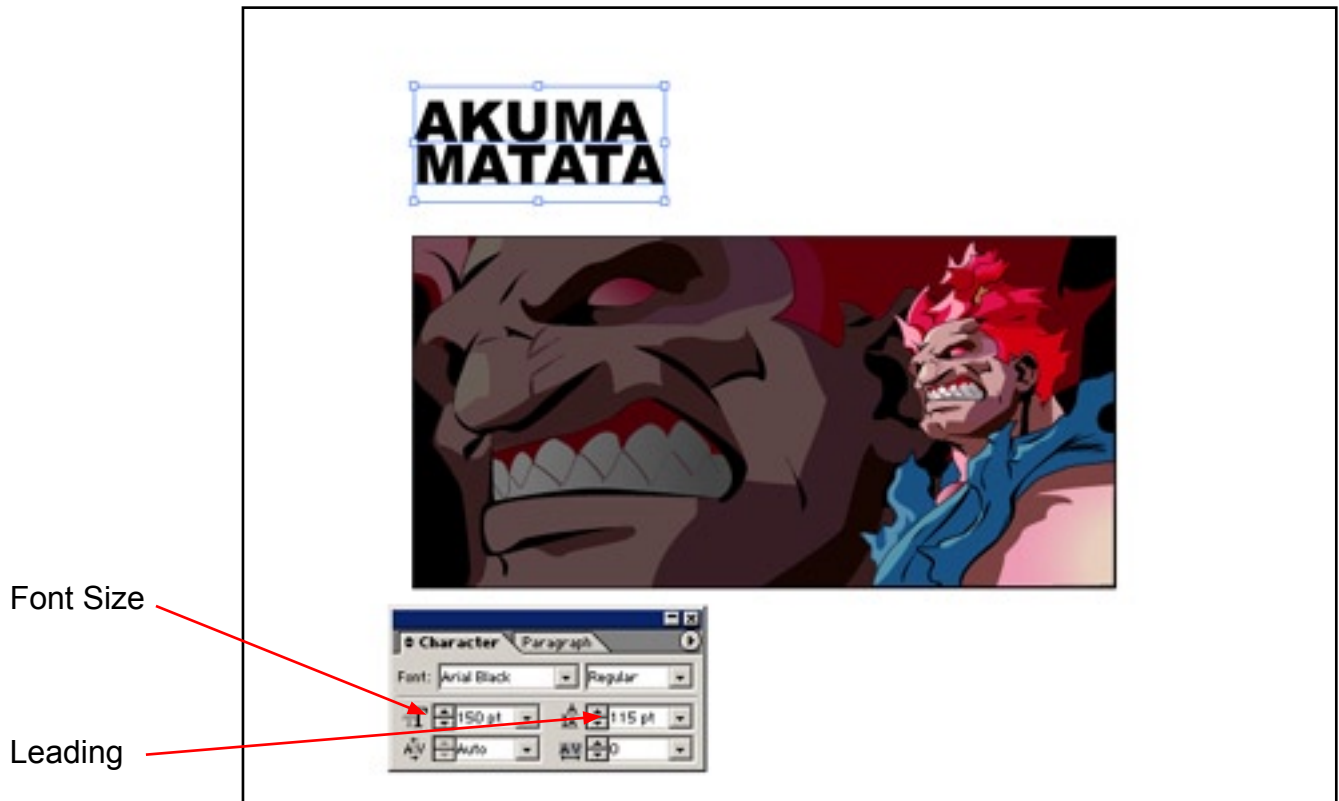 AKUMA
MATATA
Font Size
Character Paragraph
Font: Arial Black Regular
150 pt 115 pt
Leading
Auto 0